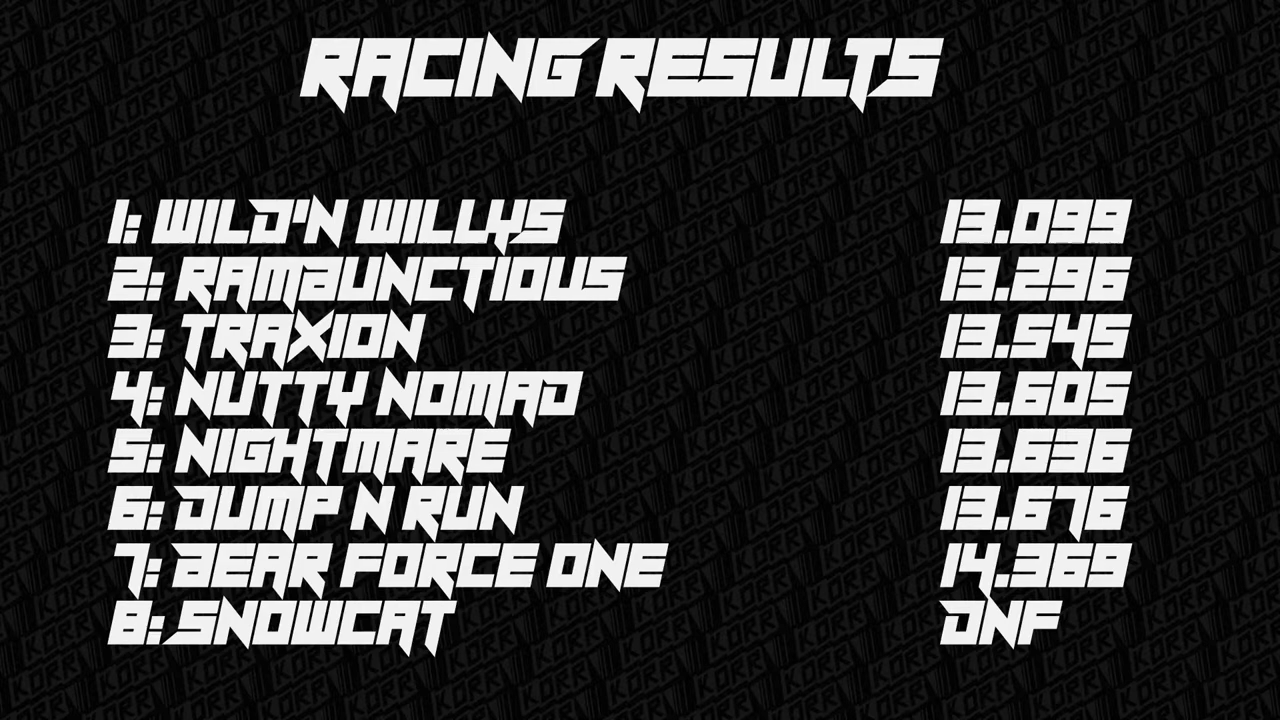 RACING RESULTS
1: WILD'N WILLYS 13.099
2: RAMBUNCTIOUS 13.296
3: TRAXION 13.545
4: NUTTY NOMAD 13.605
5: NIGHTMARE 13.636
6: DUMP N RUN 13.676
7: BEAR FORCE ONE 14.369
8: SNOWCAT DNF